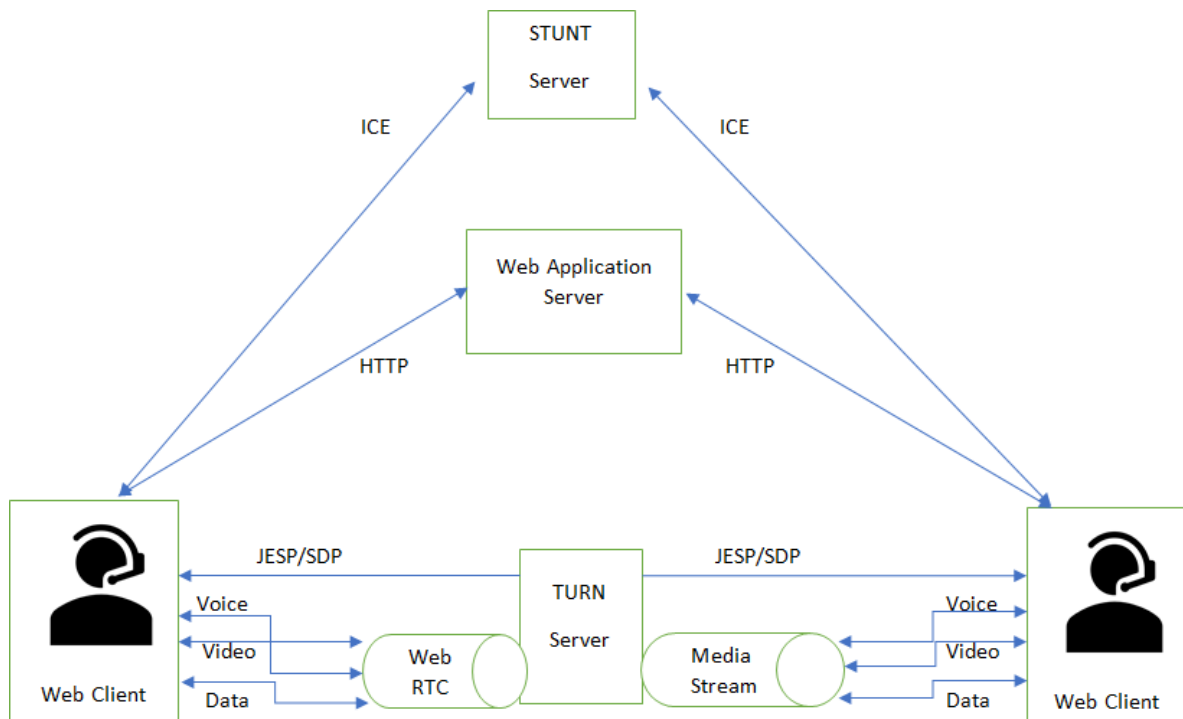 STUNT
Server
ICE
ICE
Web Application
Server
HTTP
HTTP
JESP/SDP
JESP/SDP
TURN
Server
Voice
Voice
Video
Video
Web
RTC
Media
Stream
Data
Data
Web Client
Web Client